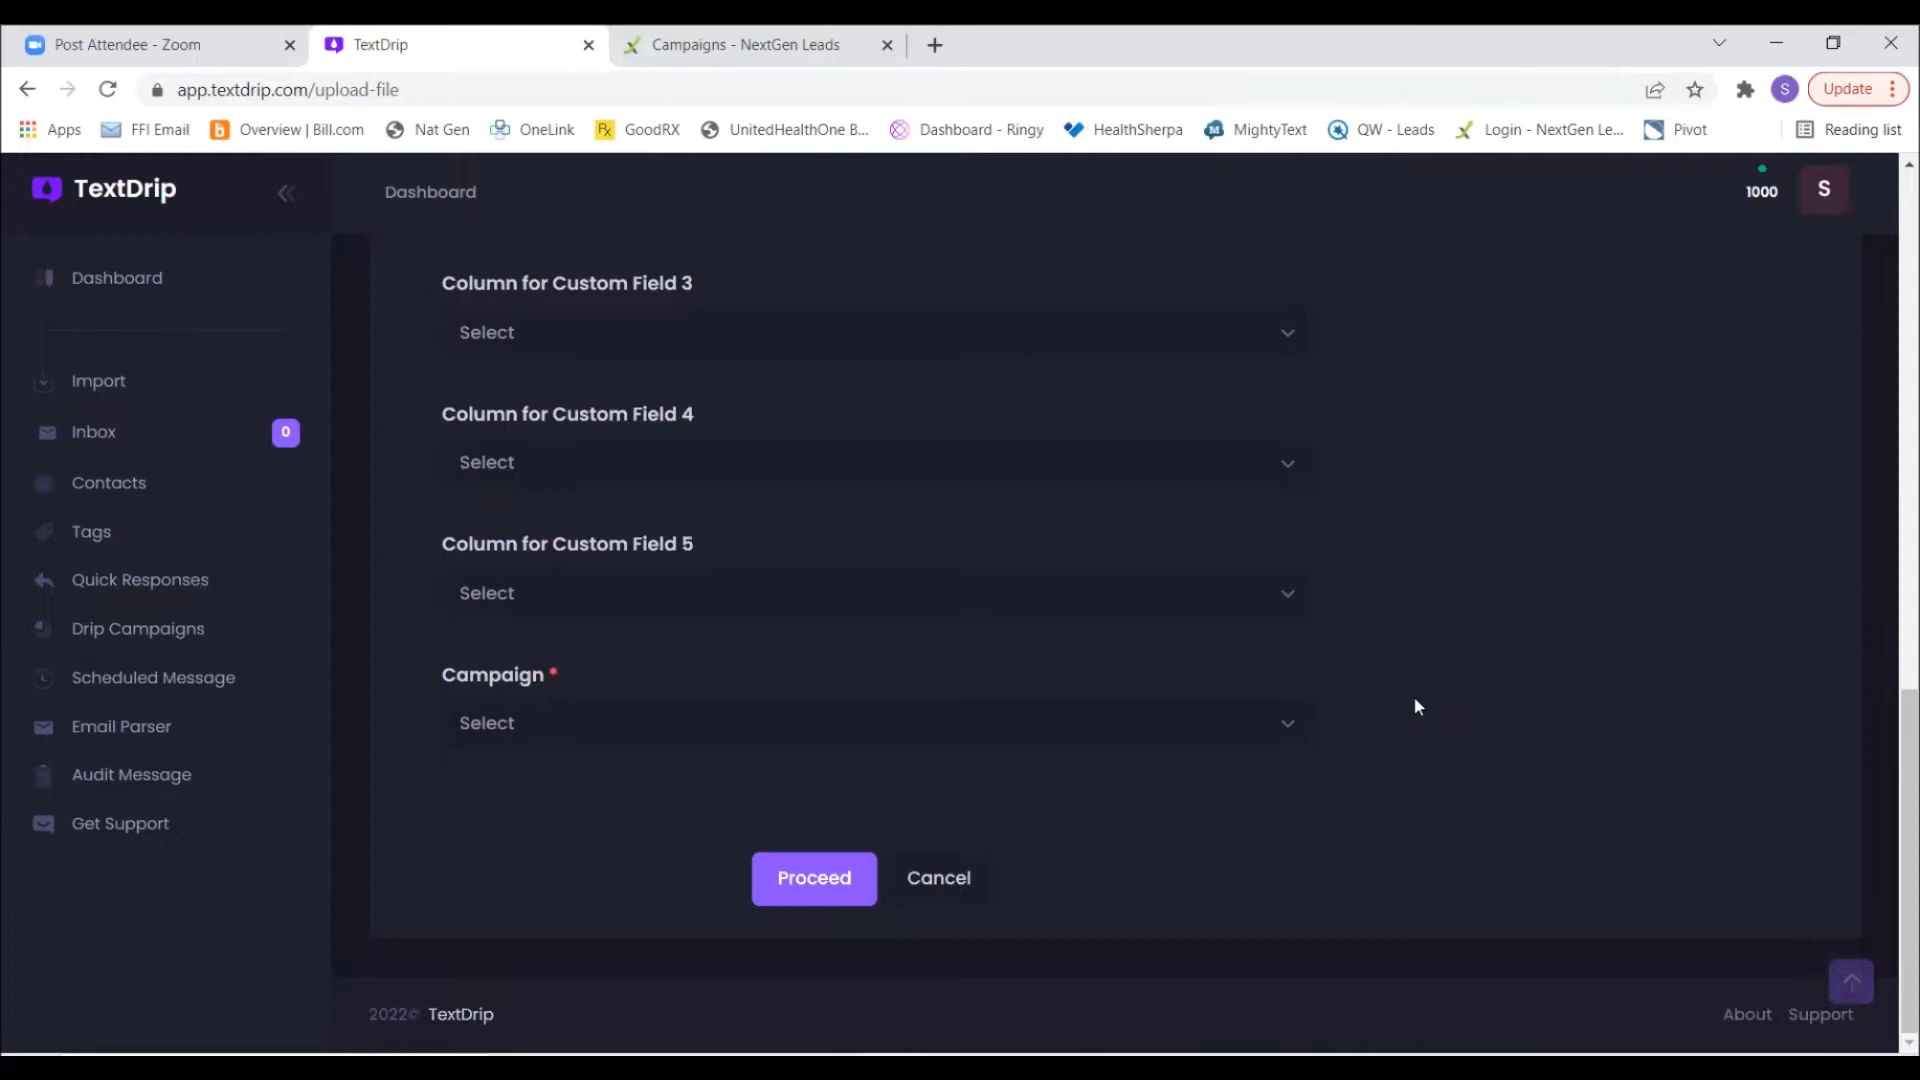 Post Attendee - Zoom
TextDrip
Campaigns - NextGen Leads
app.textdrip.com/upload-file
S
Update
Apps
FFI Email
Overview | Bill.com
Nat Gen
OneLink
GoodRX
UnitedHealthOne B...
Dashboard - Ringy
HealthSherpa
MightyText
QW - Leads
Login - NextGen Le...
Pivot
Reading list
TextDrip
Dashboard
1000
S
Dashboard
Import
Inbox
0
Contacts
Tags
Quick Responses
Drip Campaigns
Scheduled Message
Email Parser
Audit Message
Get Support
Column for Custom Field 3
Select
Column for Custom Field 4
Select
Column for Custom Field 5
Select
Campaign *
Select
Proceed
Cancel
2022© TextDrip
About
Support